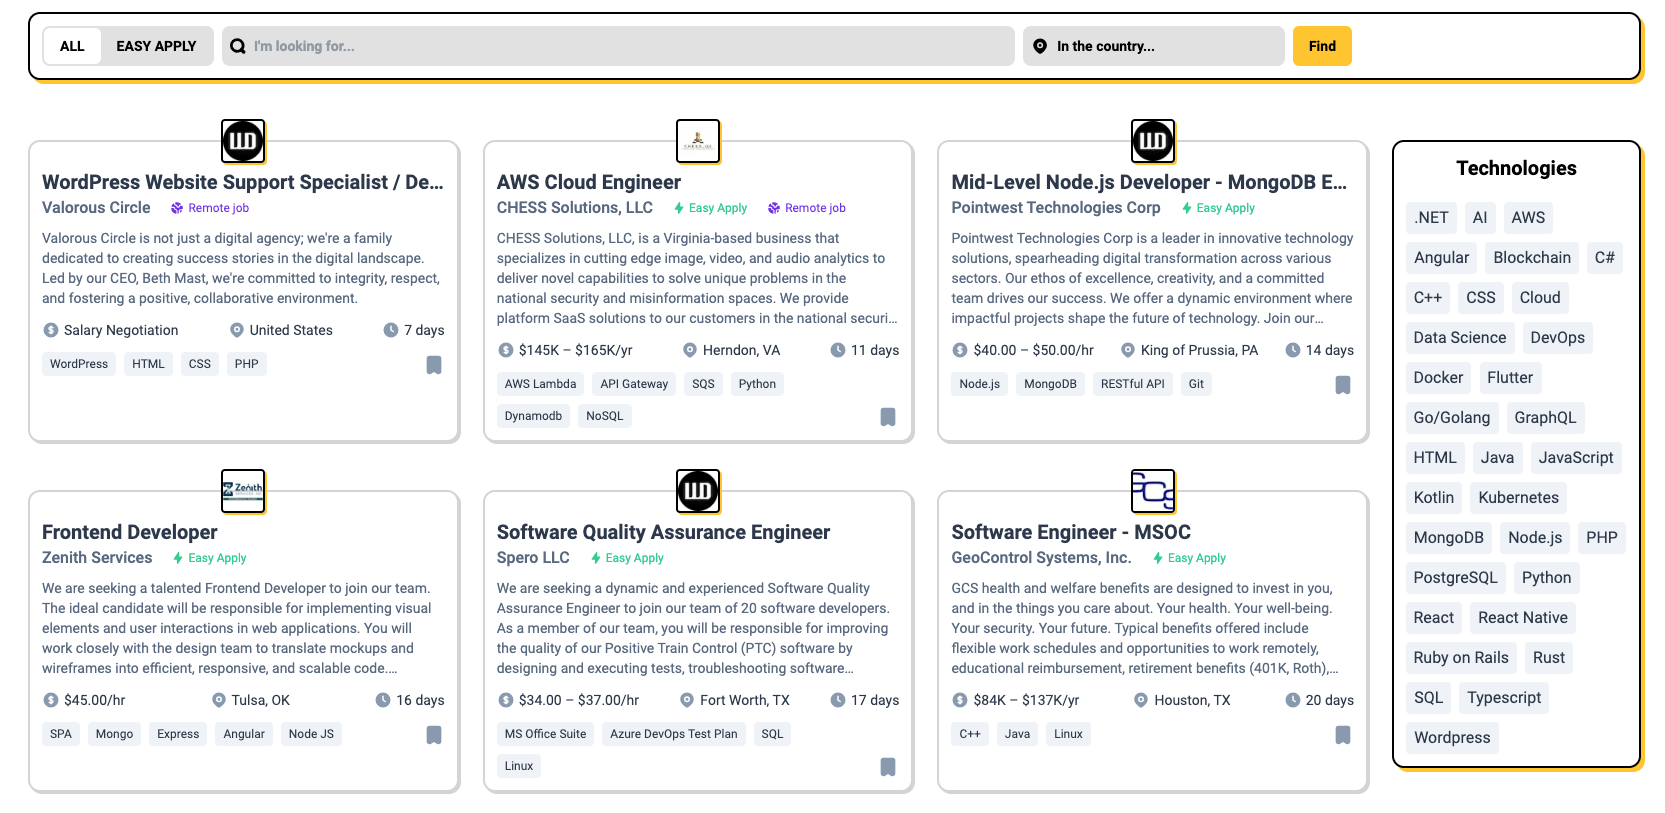 ALL EASY APPLY I'm looking for... In the country... Find
WordPress Website Support Specialist / De...
Valorous Circle Remote job
Valorous Circle is not just a digital agency; we're a family
dedicated to creating success stories in the digital landscape.
Led by our CEO, Beth Mast, we're committed to integrity, respect,
and fostering a positive, collaborative environment.
Salary Negotiation United States 7 days
WordPress HTML CSS PHP
CHESS, LLC
AWS Cloud Engineer
CHESS Solutions, LLC Easy Apply Remote job
CHESS Solutions, LLC, is a Virginia-based business that
specializes in cutting edge image, video, and audio analytics to
deliver novel capabilities to solve unique problems in the
national security and misinformation spaces. We provide
platform SaaS solutions to our customers in the national securi...
$145K – $165K/yr Herndon, VA 11 days
AWS Lambda API Gateway SQS Python
Dynamodb NoSQL
Mid-Level Node.js Developer - MongoDB E...
Pointwest Technologies Corp Easy Apply
Pointwest Technologies Corp is a leader in innovative technology
solutions, spearheading digital transformation across various
sectors. Our ethos of excellence, creativity, and a committed
team drives our success. We offer a dynamic environment where
impactful projects shape the future of technology. Join our...
$40.00 – $50.00/hr King of Prussia, PA 14 days
Node.js MongoDB RESTful API Git
Zenith
Frontend Developer
Zenith Services Easy Apply
We are seeking a talented Frontend Developer to join our team.
The ideal candidate will be responsible for implementing visual
elements and user interactions in web applications. You will
work closely with the design team to translate mockups and
wireframes into efficient, responsive, and scalable code....
$45.00/hr Tulsa, OK 16 days
SPA Mongo Express Angular Node JS
Software Quality Assurance Engineer
Spero LLC Easy Apply
We are seeking a dynamic and experienced Software Quality
Assurance Engineer to join our team of 20 software developers.
As a member of our team, you will be responsible for improving
the quality of our Positive Train Control (PTC) software by
designing and executing tests, troubleshooting software...
$34.00 – $37.00/hr Fort Worth, TX 17 days
MS Office Suite Azure DevOps Test Plan SQL
Linux
Software Engineer - MSOC
GeoControl Systems, Inc. Easy Apply
GCS health and welfare benefits are designed to invest in you,
and in the things you care about. Your health. Your well-being.
Your security. Your future. Typical benefits offered include
flexible work schedules and opportunities to work remotely,
educational reimbursement, retirement benefits (401K, Roth),...
$84K – $137K/yr Houston, TX 20 days
C++ Java Linux
Technologies
.NET AI AWS
Angular Blockchain C#
C++ CSS Cloud
Data Science DevOps
Docker Flutter
Go/Golang GraphQL
HTML Java JavaScript
Kotlin Kubernetes
MongoDB Node.js PHP
PostgreSQL Python
React React Native
Ruby on Rails Rust
SQL Typescript
Wordpress